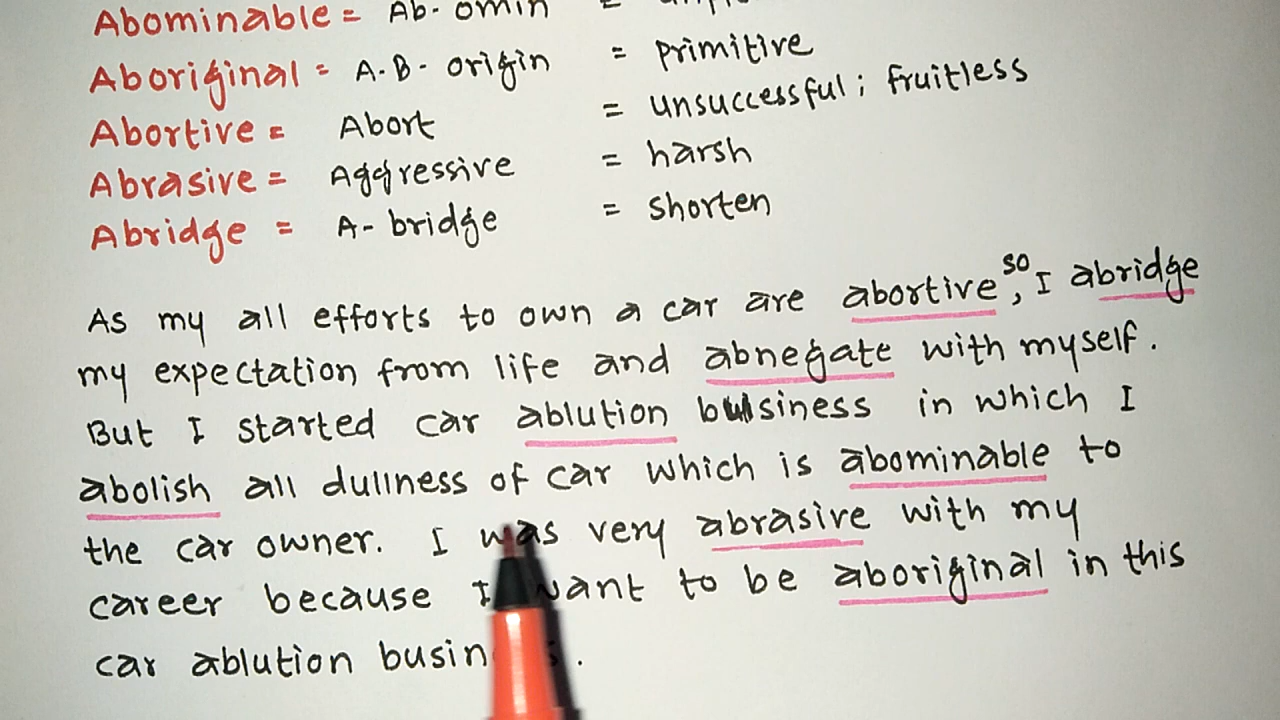 Abominable = Ab-omin =
Aboriginal = A-B-origin = primitive
Abortive = Abort = unsuccessful; fruitless
Abrasive = Aggressive = harsh
Abridge = A-bridge = shorten
As my all efforts to own a car are abortive, so I abridge
my expectation from life and abnegate with myself.
But I started car ablution business in which I
abolish all dullness of car which is abominable to
the car owner. I was very abrasive with my
career because I want to be aboriginal in this
car ablution